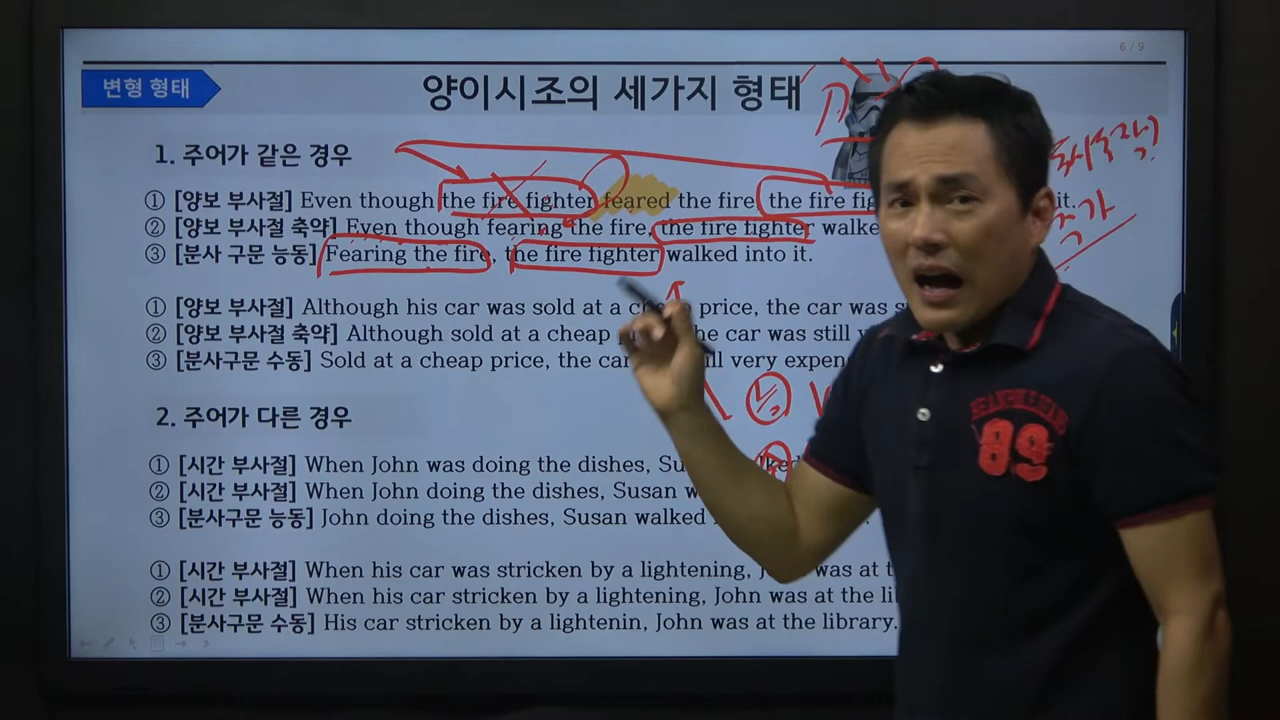 6 / 9
변형 형태
양이시조의 세가지 형태
1. 주어가 같은 경우
① [양보 부사절] Even though the fire fighter feared the fire, the fire fig it.
② [양보 부사절 축약] Even though fearing the fire, the fire fighter walke
③ [분사 구문 능동] Fearing the fire, the fire fighter walked into it.
① [양보 부사절] Although his car was sold at a che price, the car was s
② [양보 부사절 축약] Although sold at a cheap the car was still v
③ [분사구문 수동] Sold at a cheap price, the car ill very expen
2. 주어가 다른 경우
① [시간 부사절] When John was doing the dishes, Su lked
② [시간 부사절] When John doing the dishes, Susan w
③ [분사구문 능동] John doing the dishes, Susan walked
① [시간 부사절] When his car was stricken by a lightening, J was at t
② [시간 부사절] When his car stricken by a lightening, John was at the li
③ [분사구문 수동] His car stricken by a lightenin, John was at the library.
89